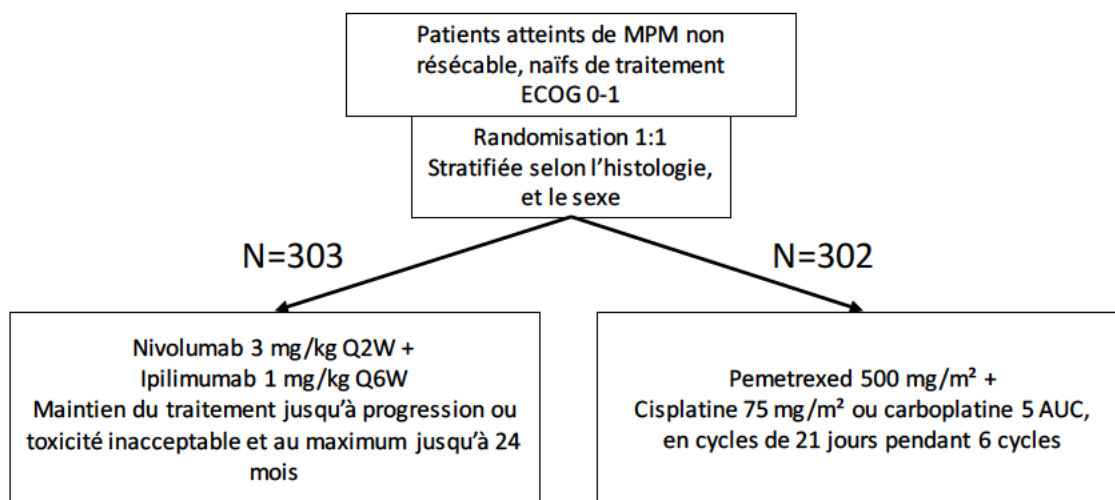 Patients atteints de MPM non
résécable, naïfs de traitement
ECOG 0-1
Randomisation 1:1
Stratifiée selon l'histologie,
et le sexe
N=303
N=302
Nivolumab 3 mg/kg Q2W +
Ipilimumab 1 mg/kg Q6W
Maintien du traitement jusqu'à progression ou
toxicité inacceptable et au maximum jusqu'à 24
mois
Pemetrexed 500 mg/m² +
Cisplatine 75 mg/m² ou carboplatine 5 AUC,
en cycles de 21 jours pendant 6 cycles